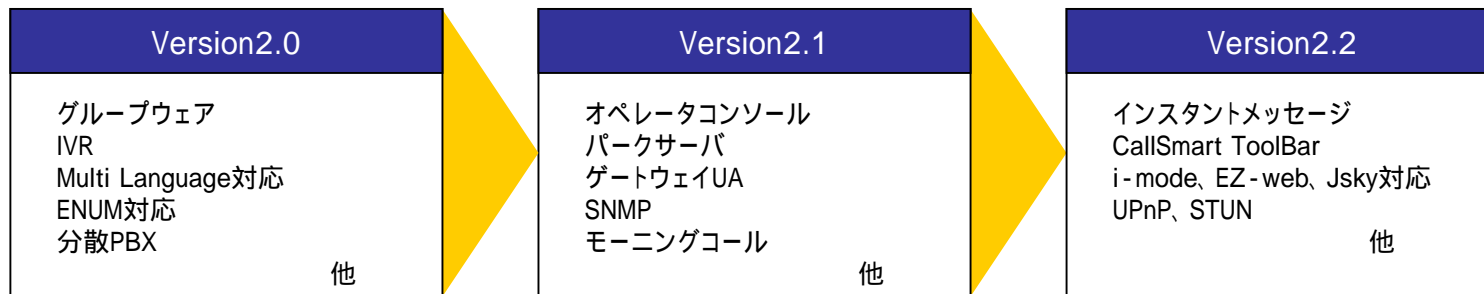 Version2.0
グループウェア
IVR
Multi Language対応
ENUM対応
分散PBX
他
Version2.1
オペレータコンソール
パークサーバ
ゲートウェイUA
SNMP
モーニングコール
他
Version2.2
インスタントメッセージ
CallSmart ToolBar
i-mode、EZ-web、Jsky対応
UPnP、STUN
他